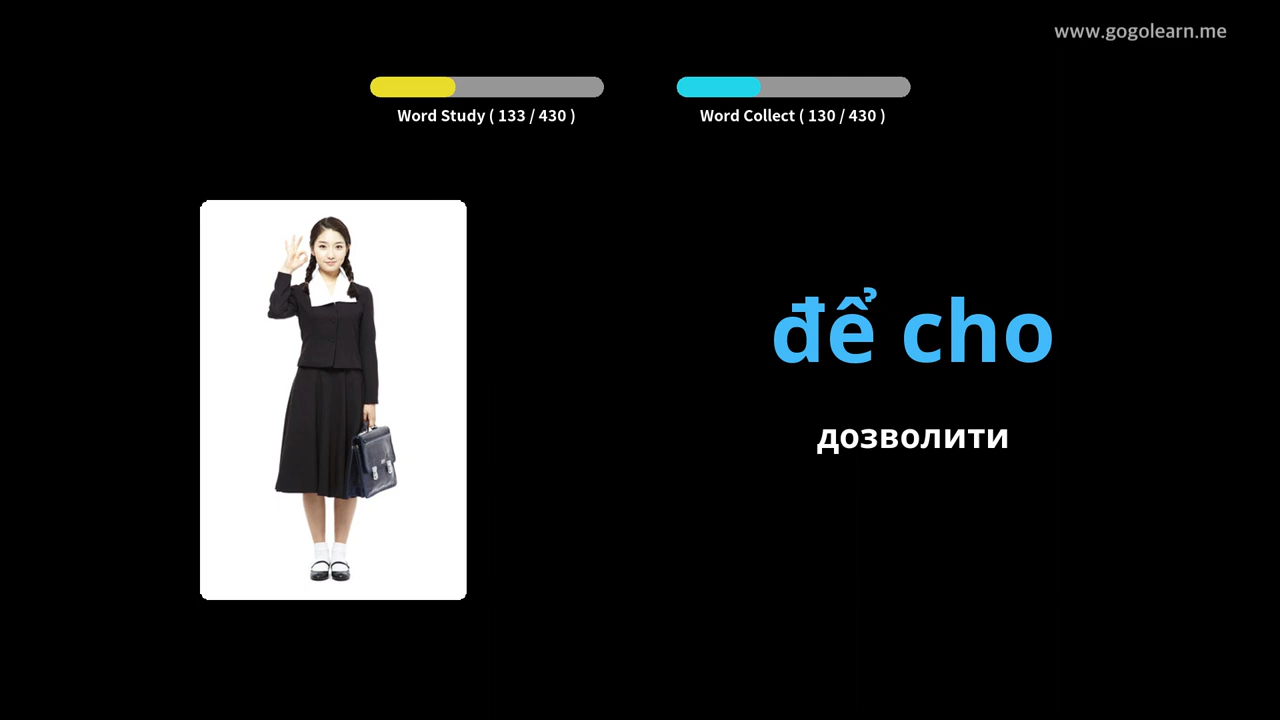 www.gogolearn.me
Word Study ( 133 / 430 )
Word Collect ( 130 / 430 )
để cho
дозволити